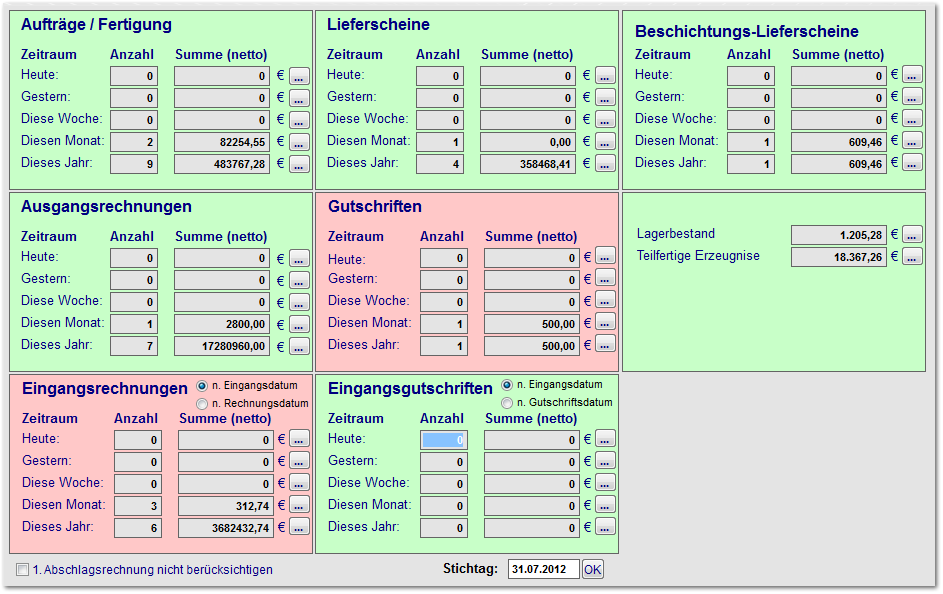 Aufträge / Fertigung
Zeitraum Anzahl Summe (netto)
Heute: 0 0 € ...
Gestern: 0 0 € ...
Diese Woche: 0 0 € ...
Diesen Monat: 2 82254,55 € ...
Dieses Jahr: 9 483767,28 € ...
Lieferscheine
Zeitraum Anzahl Summe (netto)
Heute: 0 0 € ...
Gestern: 0 0 € ...
Diese Woche: 0 0 € ...
Diesen Monat: 1 0,00 € ...
Dieses Jahr: 4 358468,41 € ...
Beschichtungs-Lieferscheine
Zeitraum Anzahl Summe (netto)
Heute: 0 0 € ...
Gestern: 0 0 € ...
Diese Woche: 0 0 € ...
Diesen Monat: 1 609,46 € ...
Dieses Jahr: 1 609,46 € ...
Ausgangsrechnungen
Zeitraum Anzahl Summe (netto)
Heute: 0 0 € ...
Gestern: 0 0 € ...
Diese Woche: 0 0 € ...
Diesen Monat: 1 2800,00 € ...
Dieses Jahr: 7 17280960,00 € ...
Gutschriften
Zeitraum Anzahl Summe (netto)
Heute: 0 0 € ...
Gestern: 0 0 € ...
Diese Woche: 0 0 € ...
Diesen Monat: 1 500,00 € ...
Dieses Jahr: 1 500,00 € ...
Lagerbestand 1.205,28 € ...
Teilfertige Erzeugnise 18.367,26 € ...
Eingangsrechnungen n. Eingangsdatum
n. Rechnungsdatum
Zeitraum Anzahl Summe (netto)
Heute: 0 0 € ...
Gestern: 0 0 € ...
Diese Woche: 0 0 € ...
Diesen Monat: 3 312,74 € ...
Dieses Jahr: 6 3682432,74 € ...
Eingangsgutschriften n. Eingangsdatum
n. Gutschriftsdatum
Zeitraum Anzahl Summe (netto)
Heute: 0 0 € ...
Gestern: 0 0 € ...
Diese Woche: 0 0 € ...
Diesen Monat: 0 0 € ...
Dieses Jahr: 0 0 € ...
1. Abschlagsrechnung nicht berücksichtigen Stichtag: 31.07.2012 OK